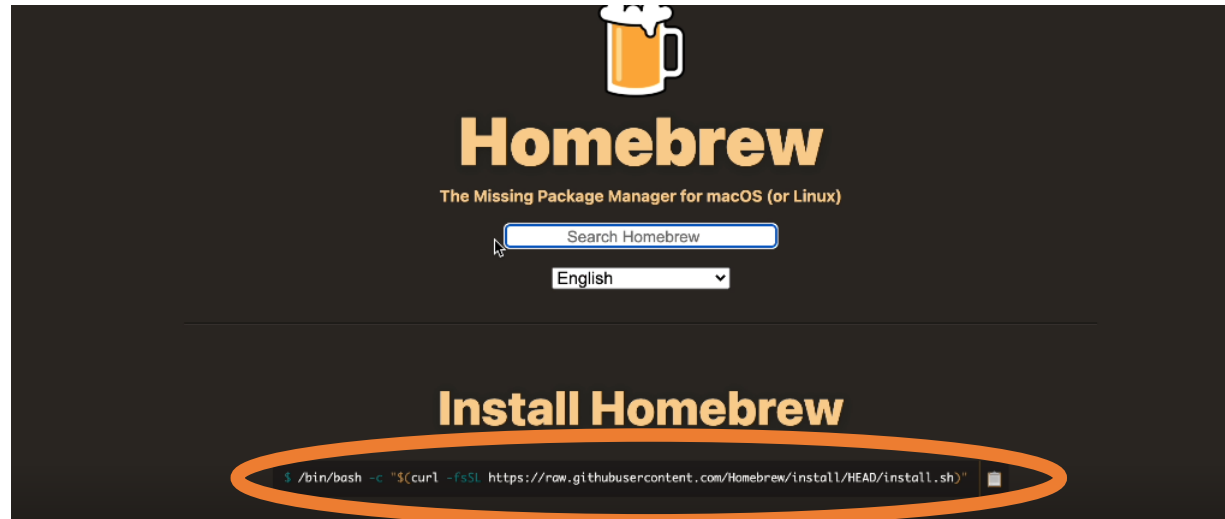 Homebrew
The Missing Package Manager for macOS (or Linux)
Search Homebrew
English
Install Homebrew
$ /bin/bash -c "$(curl -fsSL https://raw.githubusercontent.com/Homebrew/install/HEAD/install.sh)"